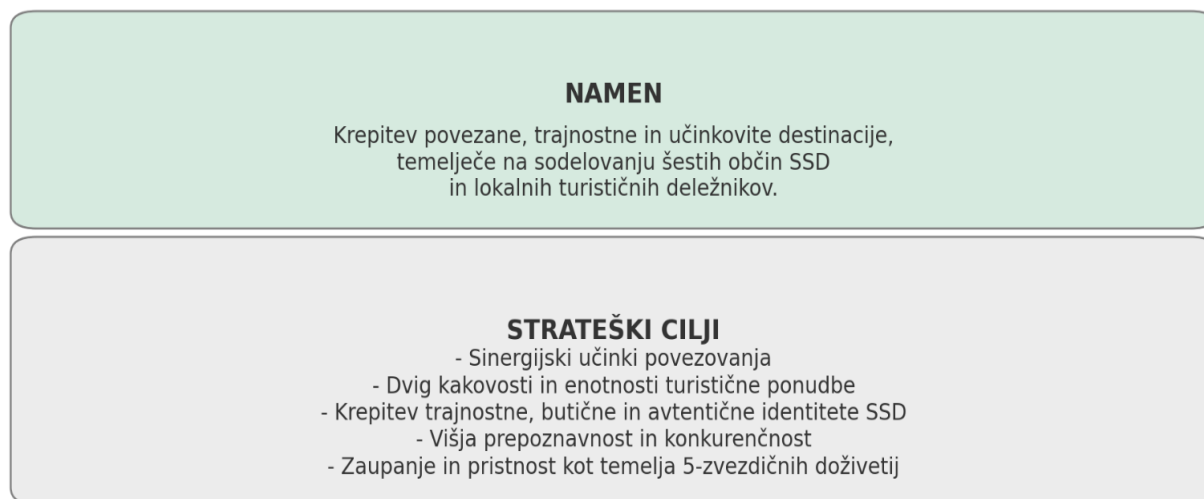 NAMEN
Krepitev povezane, trajnostne in učinkovite destinacije,
temelječe na sodelovanju šestih občin SSD
in lokalnih turističnih deležnikov.
STRATEŠKI CILJI
- Sinergijski učinki povezovanja
- Dvig kakovosti in enotnosti turistične ponudbe
- Krepitev trajnostne, butične in avtentične identitete SSD
- Višja prepoznavnost in konkurenčnost
- Zaupanje in pristnost kot temelja 5-zvezdičnih doživetij